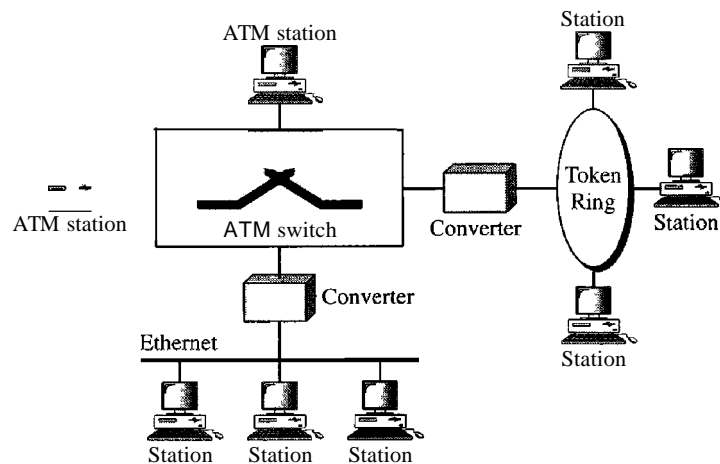 ATM station
Station
Token
Ring
Station
ATM station
ATM switch
Converter
Converter
Ethernet
Station
Station
Station
Station